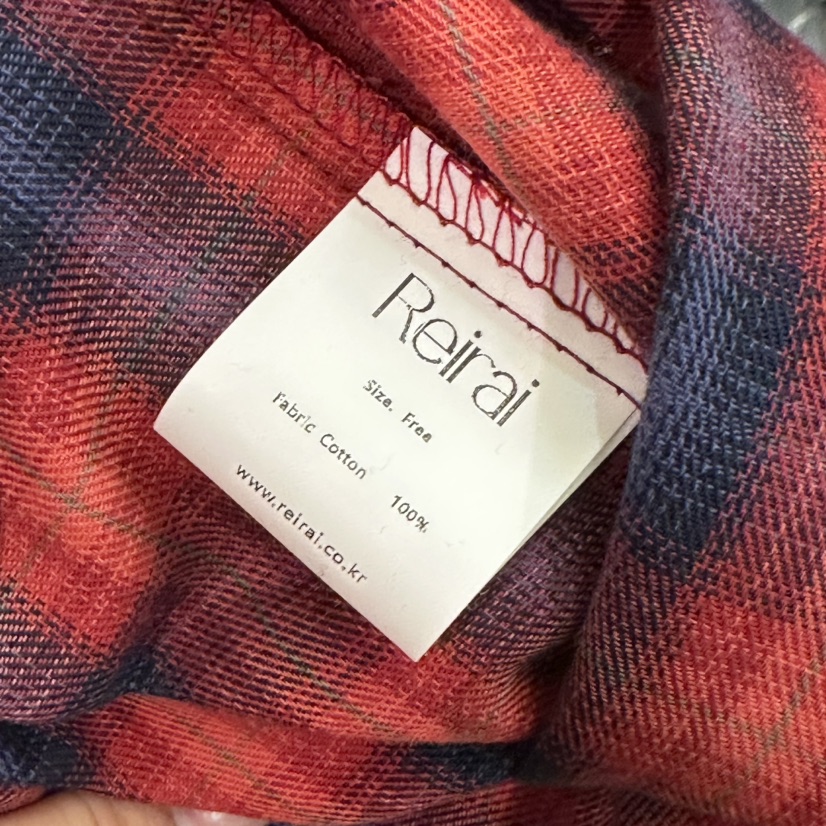 Reirai
Size. Free
Fabric Cotton 100%
www.reirai.co.kr